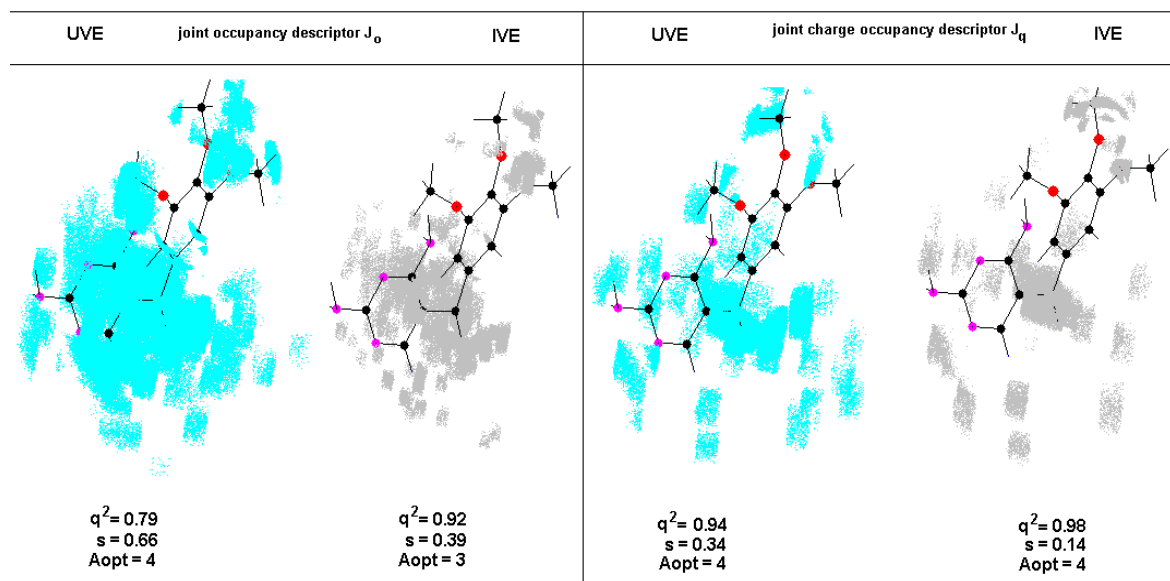 UVE joint occupancy descriptor Jo IVE UVE joint charge occupancy descriptor Jq IVE
q2= 0.79 q2= 0.92 q2= 0.94 q2= 0.98
s = 0.66 s = 0.39 s = 0.34 s = 0.14
Aopt = 4 Aopt = 3 Aopt = 4 Aopt = 4